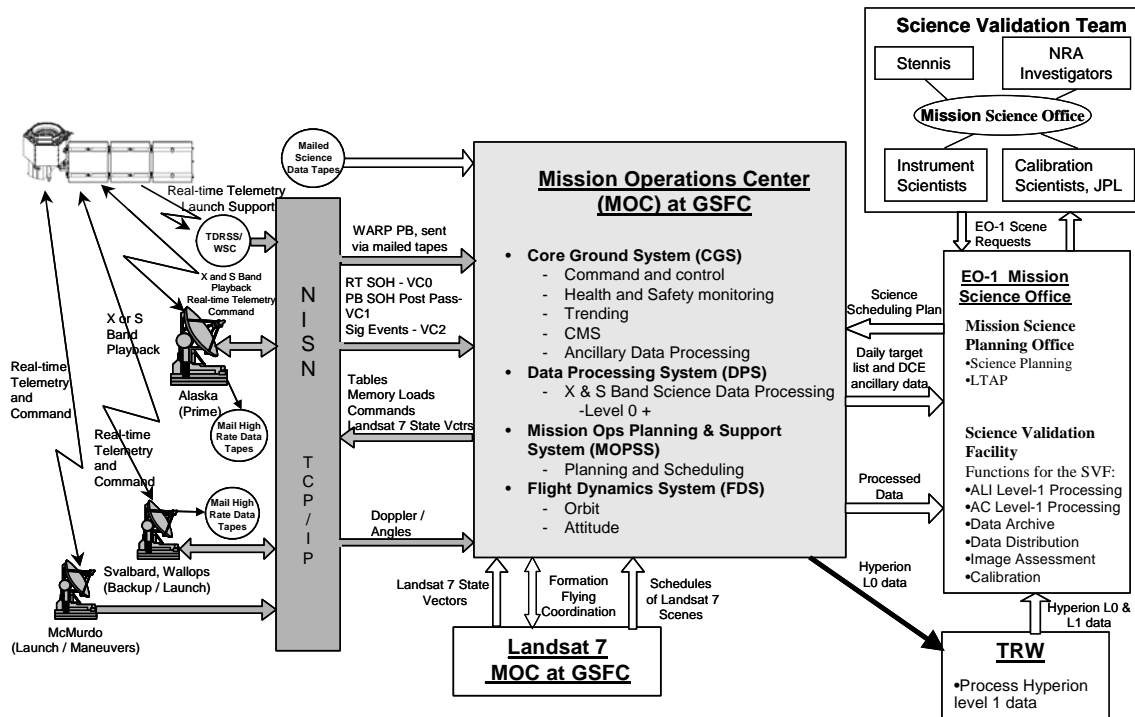 Science Validation Team
Stennis
NRA
Investigators
Mission Science Office
Instrument
Scientists
Calibration
Scientists, JPL
EO-1 Scene
Requests
Mailed
Science
Data Tapes
Real-time Telemetry
Launch Support
TDRSS/
WSC
X and S Band
Playback
Real-time Telemetry
Command
X or S
Band
Playback
Alaska
(Prime)
Real-time
Telemetry
and
Command
Mail High
Rate Data
Tapes
Real-time
Telemetry
and
Command
Mail High
Rate Data
Tapes
Svalbard, Wallops
(Backup / Launch)
McMurdo
(Launch / Maneuvers)
NISN
TCP/IP
WARP PB, sent
via mailed tapes
RT SOH - VC0
PB SOH Post Pass-
VC1
Sig Events - VC2
Tables
Memory Loads
Commands
Landsat 7 State Vctrs
Doppler /
Angles
Mission Operations Center
(MOC) at GSFC
• Core Ground System (CGS)
- Command and control
- Health and Safety monitoring
- Trending
- CMS
- Ancillary Data Processing
• Data Processing System (DPS)
- X & S Band Science Data Processing
-Level 0 +
• Mission Ops Planning & Support
System (MOPSS)
- Planning and Scheduling
• Flight Dynamics System (FDS)
- Orbit
- Attitude
Science
Scheduling Plan
Daily target
list and DCE
ancillary data
Processed
Data
Hyperion
L0 data
EO-1 Mission
Science Office
Mission Science
Planning Office
•Science Planning
•LTAP
Science Validation
Facility
Functions for the SVF:
•ALI Level-1 Processing
•AC Level-1 Processing
•Data Archive
•Data Distribution
•Image Assessment
•Calibration
Hyperion L0 &
L1 data
Landsat 7 State
Vectors
Formation
Flying
Coordination
Schedules
of Landsat 7
Scenes
Landsat 7
MOC at GSFC
TRW
•Process Hyperion
level 1 data